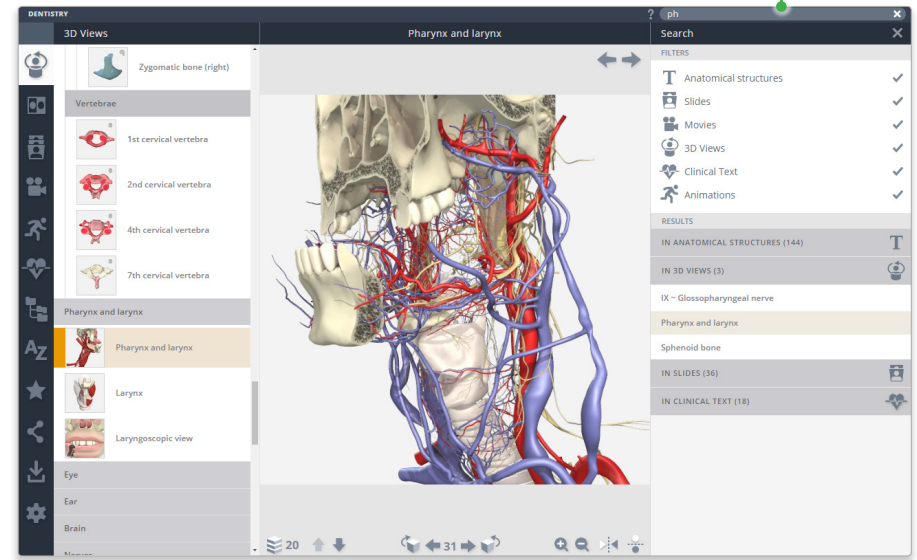 DENTISTRY
? ph
3D Views
Pharynx and larynx
Search
Zygomatic bone (right)
Vertebrae
1st cervical vertebra
2nd cervical vertebra
4th cervical vertebra
7th cervical vertebra
Pharynx and larynx
Pharynx and larynx
Larynx
Laryngoscopic view
Eye
Ear
Brain
Nerves
AZ
20
31
FILTERS
T Anatomical structures
Slides
Movies
3D Views
Clinical Text
Animations
RESULTS
IN ANATOMICAL STRUCTURES (144) T
IN 3D VIEWS (3)
IX ~ Glossopharyngeal nerve
Pharynx and larynx
Sphenoid bone
IN SLIDES (36)
IN CLINICAL TEXT (18)